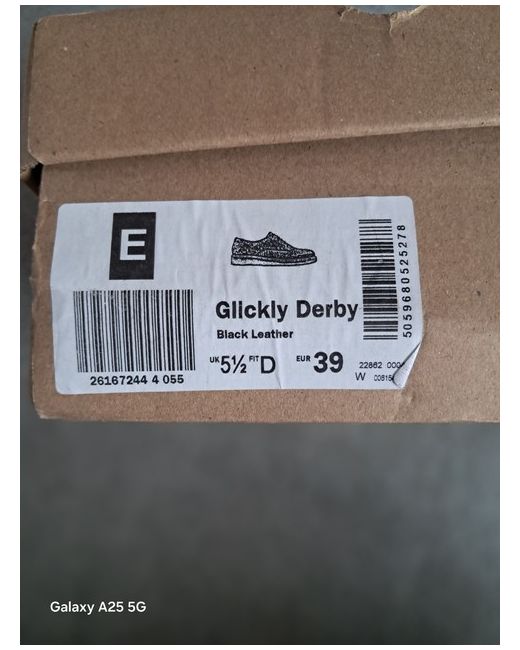 E
Glickly Derby
Black Leather
UK 5½ FIT D EUR 39
26167244 4 055
5059680525278
22862
W
Galaxy A25 5G